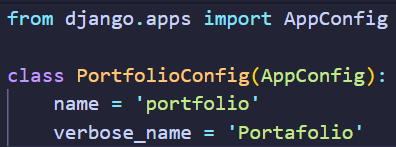 from django.apps import AppConfig
class PortfolioConfig(AppConfig):
    name = 'portfolio'
    verbose_name = 'Portafolio'